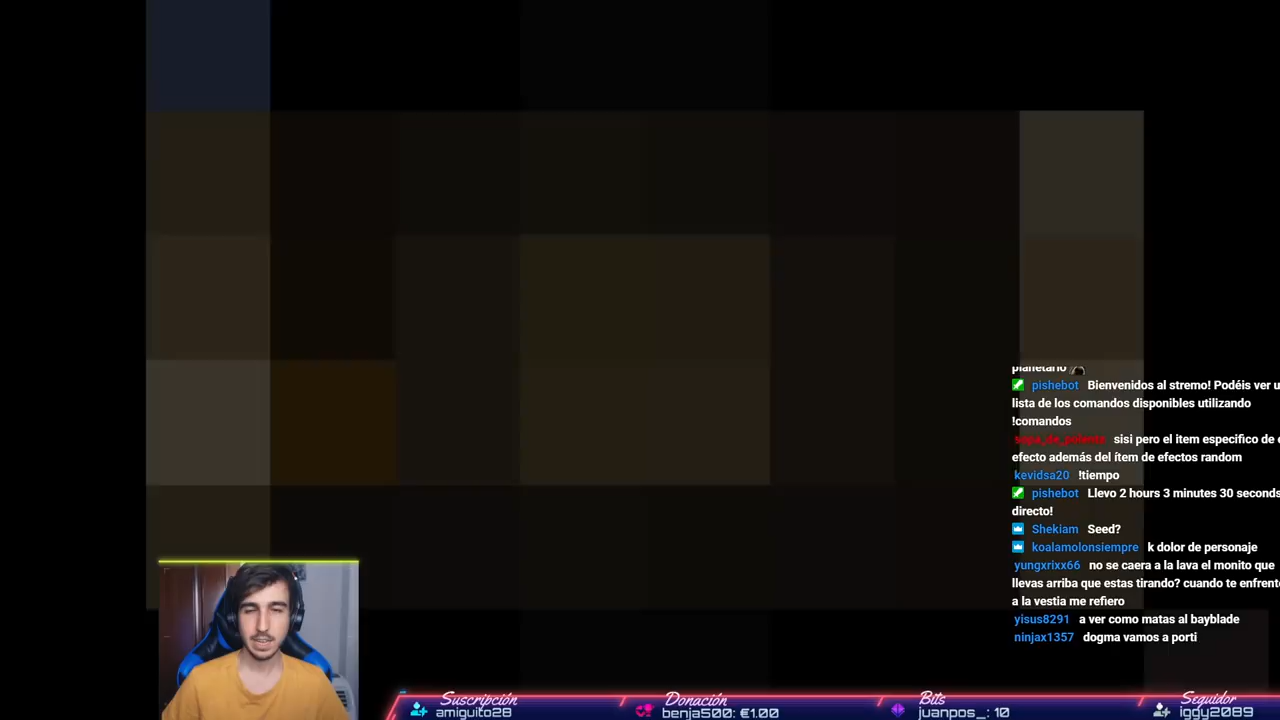 planetario
pishebot Bienvenidos al stremo! Podéis ver u
lista de los comandos disponibles utilizando
!comandos
sopa_de_polente sisi pero el item especifico de e
efecto además del ítem de efectos random
kevidsa20 !tiempo
pishebot Llevo 2 hours 3 minutes 30 seconds
directo!
Shekiam Seed?
koalamolonsiempre k dolor de personaje
yungxrixx66 no se caera a la lava el monito que
llevas arriba que estas tirando? cuando te enfrent
a la vestia me refiero
yisus8291 a ver como matas al bayblade
ninjax1357 dogma vamos a porti
Suscripción
amiguito28
Donación
benja500: €1.00
Bits
juanpos_: 10
Seguidor
iggy2089